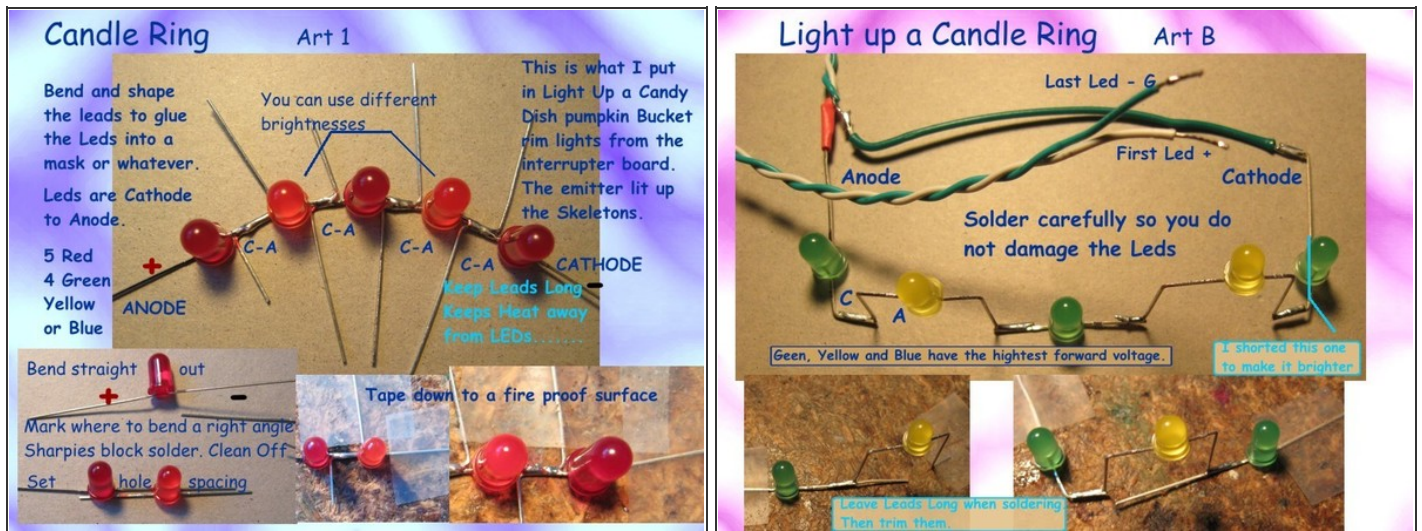 Candle Ring Art 1
Bend and shape
the leads to glue
the Leds into a
mask or whatever.
Leds are Cathode
to Anode.
5 Red
4 Green
Yellow
or Blue
You can use different
brightnesses
This is what I put
in Light Up a Candy
Dish pumpkin Bucket
rim lights from the
interrupter board.
The emitter lit up
the Skeletons.
C-A
C-A
C-A
C-A
+
ANODE
CATHODE
-
Keep Leads Long
Keeps Heat away
from LEDs.......
Bend straight out
+ -
Mark where to bend a right angle
Sharpies block solder. Clean Off
Set hole spacing
Tape down to a fire proof surface
Light up a Candle Ring Art B
Last Led - G
First Led +
Anode
Cathode
Solder carefully so you do
not damage the Leds
C
A
Geen, Yellow and Blue have the hightest forward voltage.
I shorted this one
to make it brighter
Leave Leads Long when soldering
Then trim them.